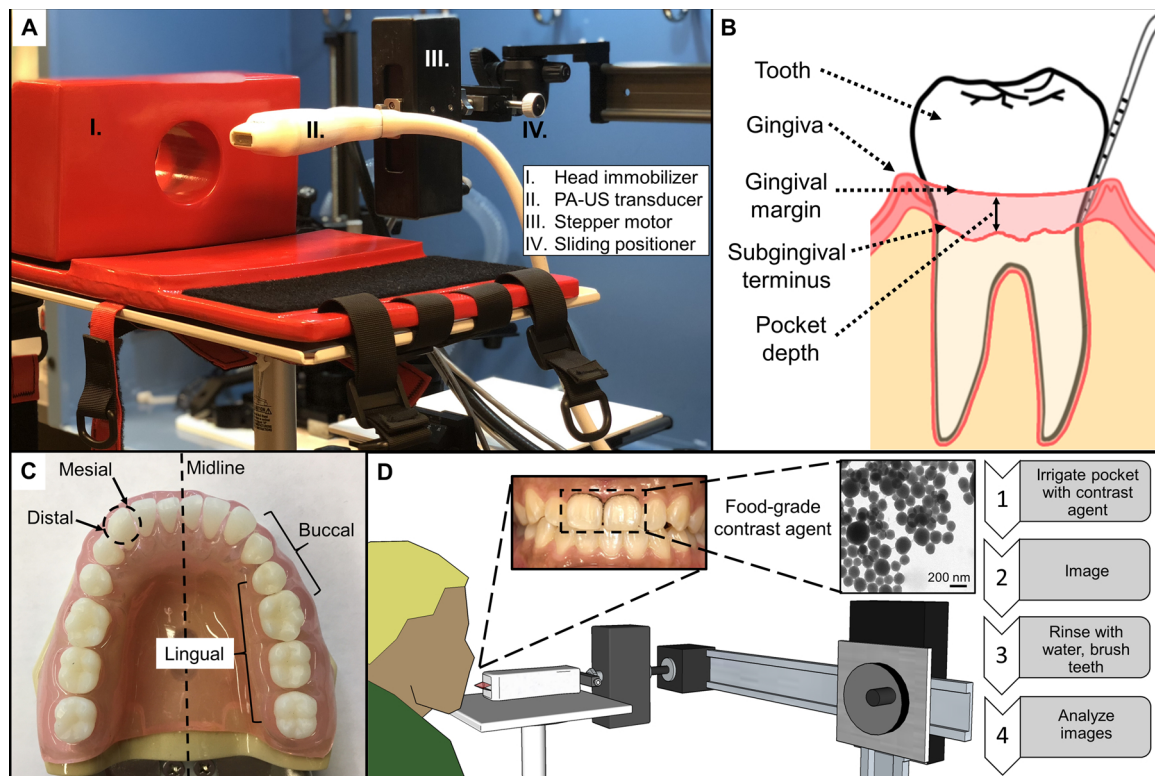 A
I.
II.
III.
IV.
I. Head immobilizer
II. PA-US transducer
III. Stepper motor
IV. Sliding positioner
B
Tooth
Gingiva
Gingival
margin
Subgingival
terminus
Pocket
depth
C
Mesial
Midline
Distal
Buccal
Lingual
D
Food-grade
contrast agent
200 nm
1
Irrigate pocket
with contrast
agent
2
Image
3
Rinse with
water, brush
teeth
4
Analyze
images